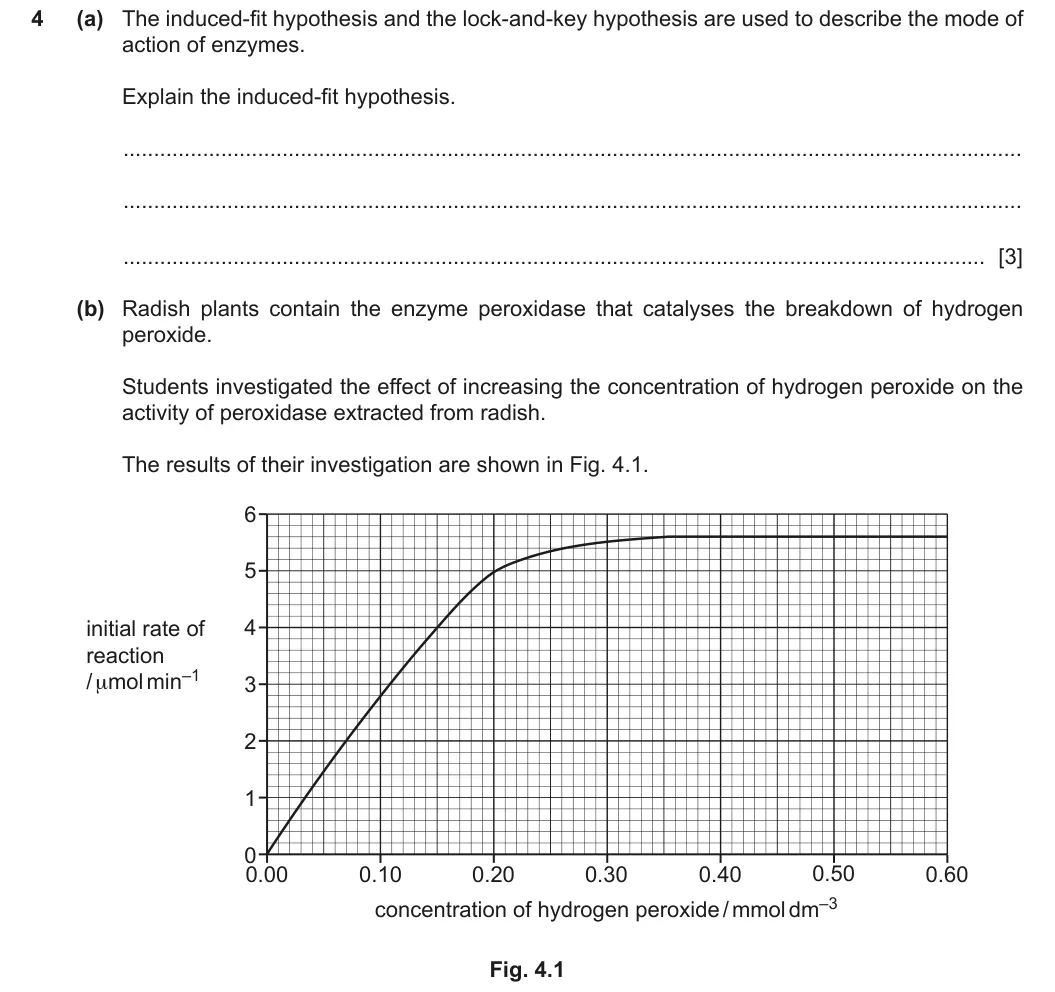 4 (a) The induced-fit hypothesis and the lock-and-key hypothesis are used to describe the mode of
action of enzymes.
Explain the induced-fit hypothesis.
..........................................................................................................................................
..........................................................................................................................................
.................................................................................................................................... [3]
(b) Radish plants contain the enzyme peroxidase that catalyses the breakdown of hydrogen
peroxide.
Students investigated the effect of increasing the concentration of hydrogen peroxide on the
activity of peroxidase extracted from radish.
The results of their investigation are shown in Fig. 4.1.
6
5
4
3
2
1
0
initial rate of
reaction
/ μmol min⁻¹
0.00 0.10 0.20 0.30 0.40 0.50 0.60
concentration of hydrogen peroxide / mmol dm⁻³
Fig. 4.1